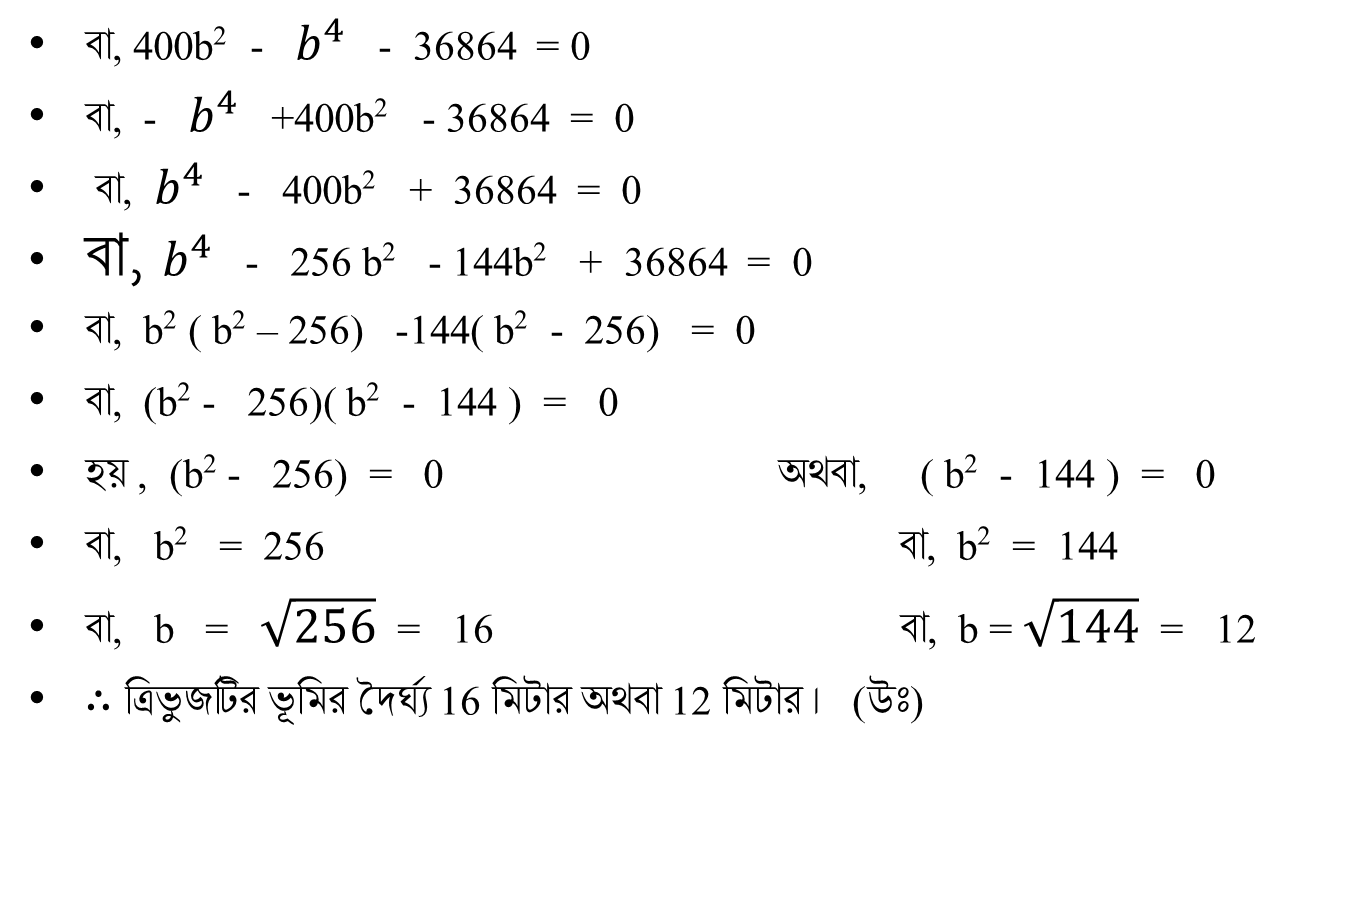 • বা, 400b² - b⁴ - 36864 = 0
• বা, - b⁴ +400b² - 36864 = 0
• বা, b⁴ - 400b² + 36864 = 0
• বা, b⁴ - 256 b² - 144b² + 36864 = 0
• বা, b² ( b² – 256) -144( b² - 256) = 0
• বা, (b² - 256)( b² - 144 ) = 0
• হয় , (b² - 256) = 0 অথবা, ( b² - 144 ) = 0
• বা, b² = 256 বা, b² = 144
• বা, b = √256 = 16 বা, b = √144 = 12
• ∴ ত্রিভুজটির ভূমির দৈর্ঘ্য 16 মিটার অথবা 12 মিটার। (উঃ)